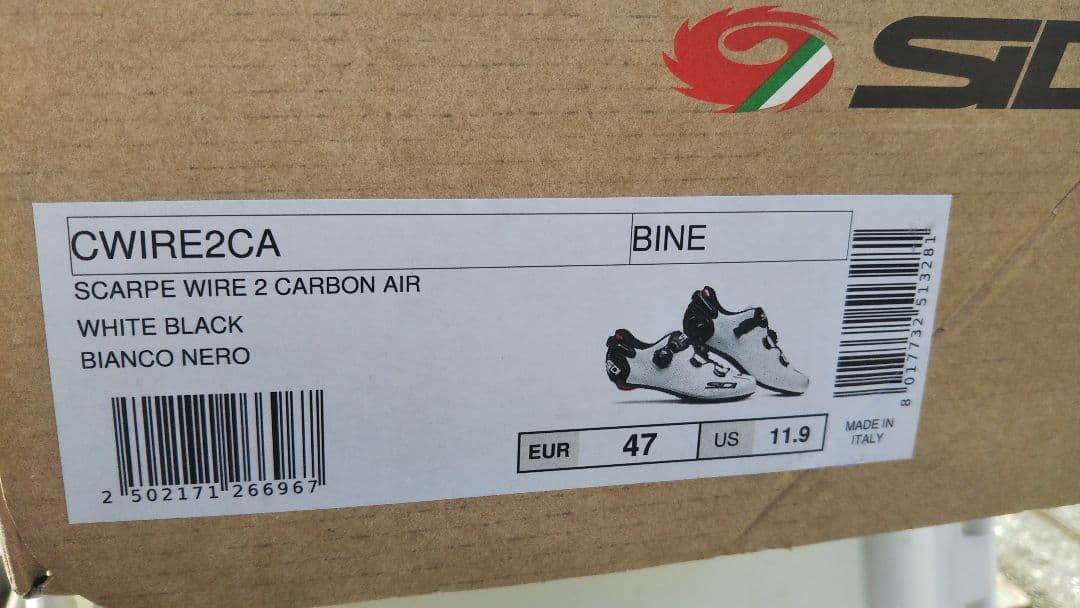 SID
CWIRE2CA BINE
SCARPE WIRE 2 CARBON AIR
WHITE BLACK
BIANCO NERO
SIDI
EUR 47 US 11.9
MADE IN
ITALY
2 502171 266967
8 017732 513281